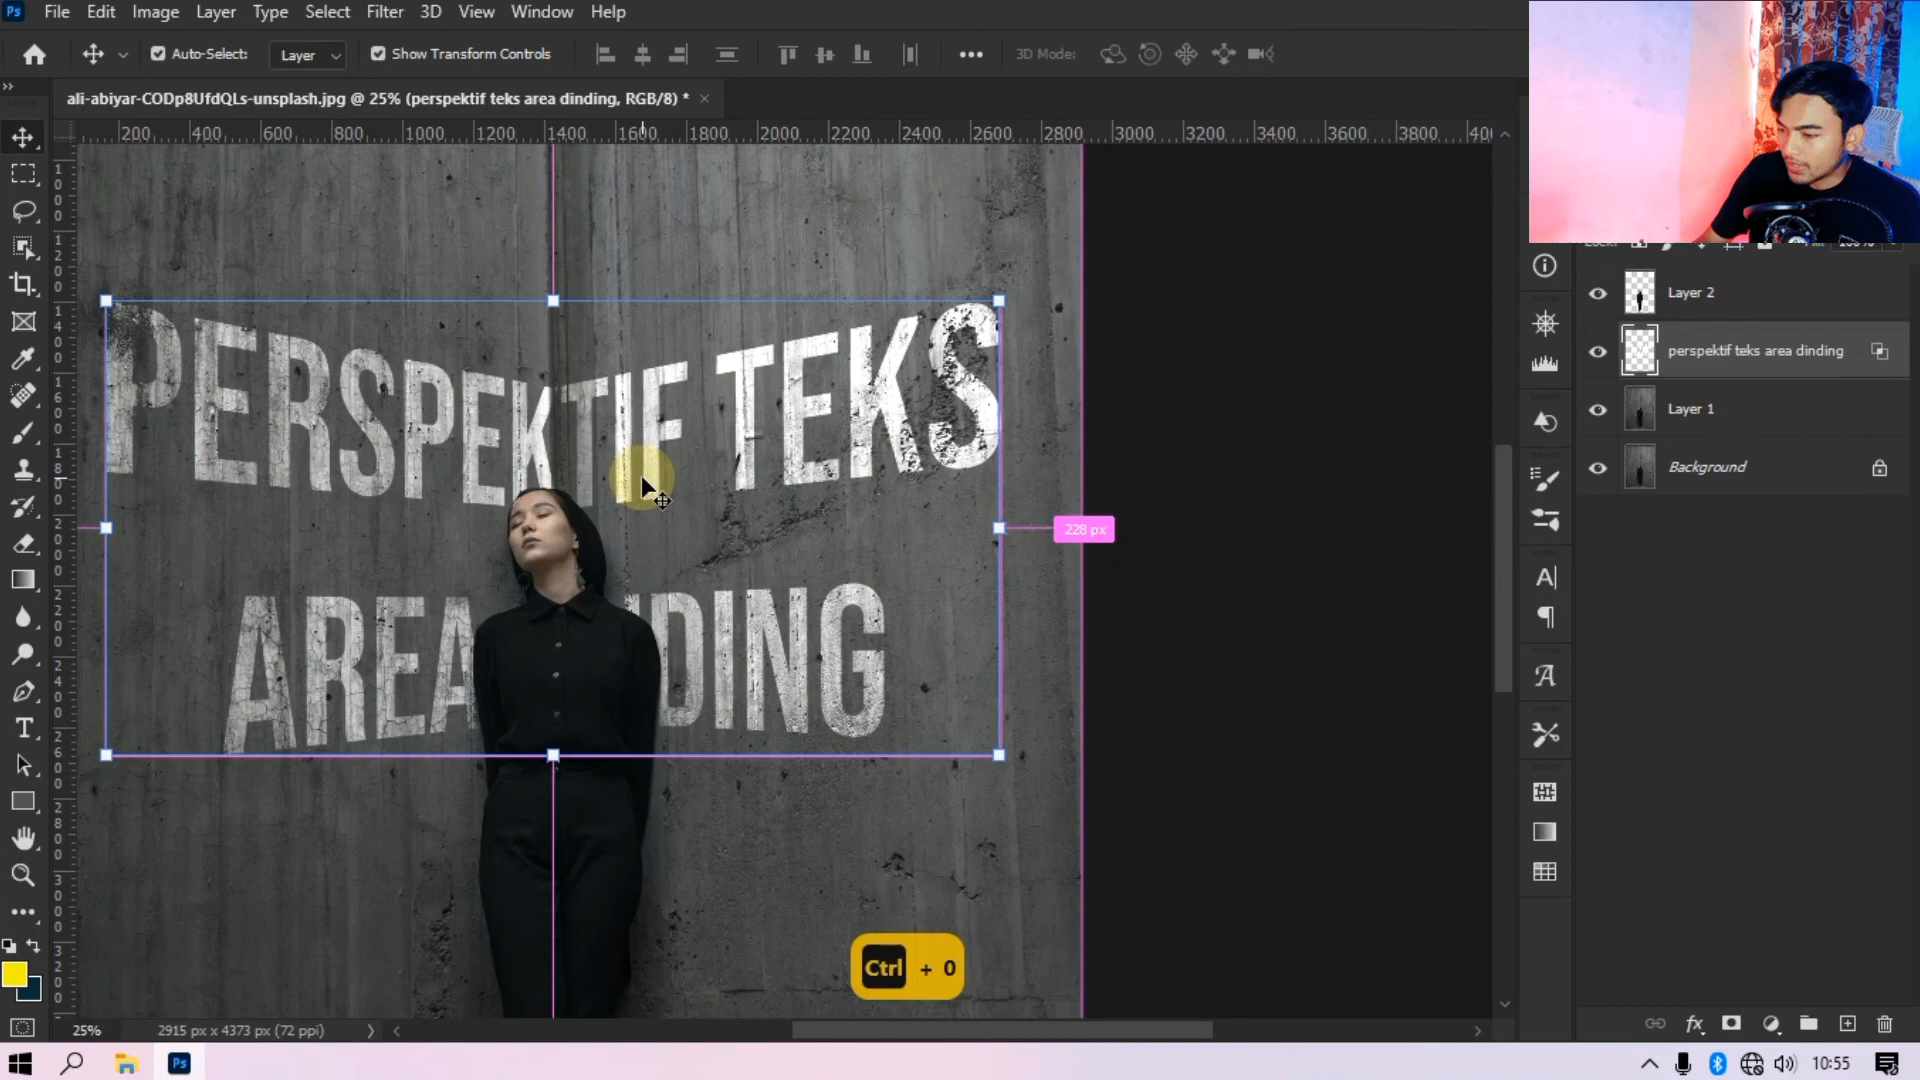 Ps File Edit Image Layer Type Select Filter 3D View Window Help
Auto-Select: Layer Show Transform Controls 3D Mode:
ali-abiyar-CODp8UfdQLs-unsplash.jpg @ 25% (perspektif teks area dinding, RGB/8) * ×
200 400 600 800 1000 1200 1400 1600 1800 2000 2200 2400 2600 2800 3000 3200 3400 3600 3800
PERSPEKTIF TEKS
228 px
AREA DING
Layer 2
perspektif teks area dinding
Layer 1
Background
Ctrl + 0
25% 2915 px x 4373 px (72 ppi)
fx
Ps 10:55